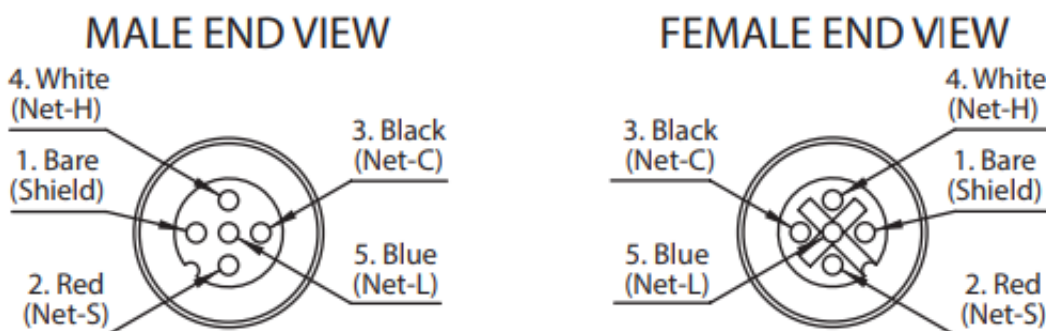 MALE END VIEW
4. White
(Net-H)
1. Bare
(Shield)
2. Red
(Net-S)
3. Black
(Net-C)
5. Blue
(Net-L)
FEMALE END VIEW
3. Black
(Net-C)
5. Blue
(Net-L)
4. White
(Net-H)
1. Bare
(Shield)
2. Red
(Net-S)